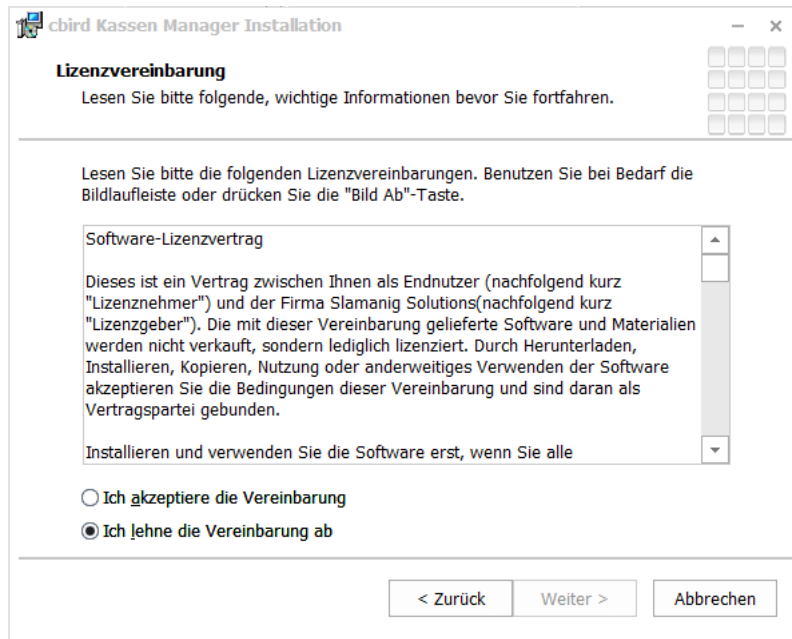 cbird Kassen Manager Installation
Lizenzvereinbarung
Lesen Sie bitte folgende, wichtige Informationen bevor Sie fortfahren.
Lesen Sie bitte die folgenden Lizenzvereinbarungen. Benutzen Sie bei Bedarf die
Bildlaufleiste oder drücken Sie die "Bild Ab"-Taste.
Software-Lizenzvertrag
Dieses ist ein Vertrag zwischen Ihnen als Endnutzer (nachfolgend kurz
"Lizenznehmer") und der Firma Slamanig Solutions(nachfolgend kurz
"Lizenzgeber"). Die mit dieser Vereinbarung gelieferte Software und Materialien
werden nicht verkauft, sondern lediglich lizenziert. Durch Herunterladen,
Installieren, Kopieren, Nutzung oder anderweitiges Verwenden der Software
akzeptieren Sie die Bedingungen dieser Vereinbarung und sind daran als
Vertragspartei gebunden.
Installieren und verwenden Sie die Software erst, wenn Sie alle
Ich akzeptiere die Vereinbarung
Ich lehne die Vereinbarung ab
< Zurück
Weiter >
Abbrechen